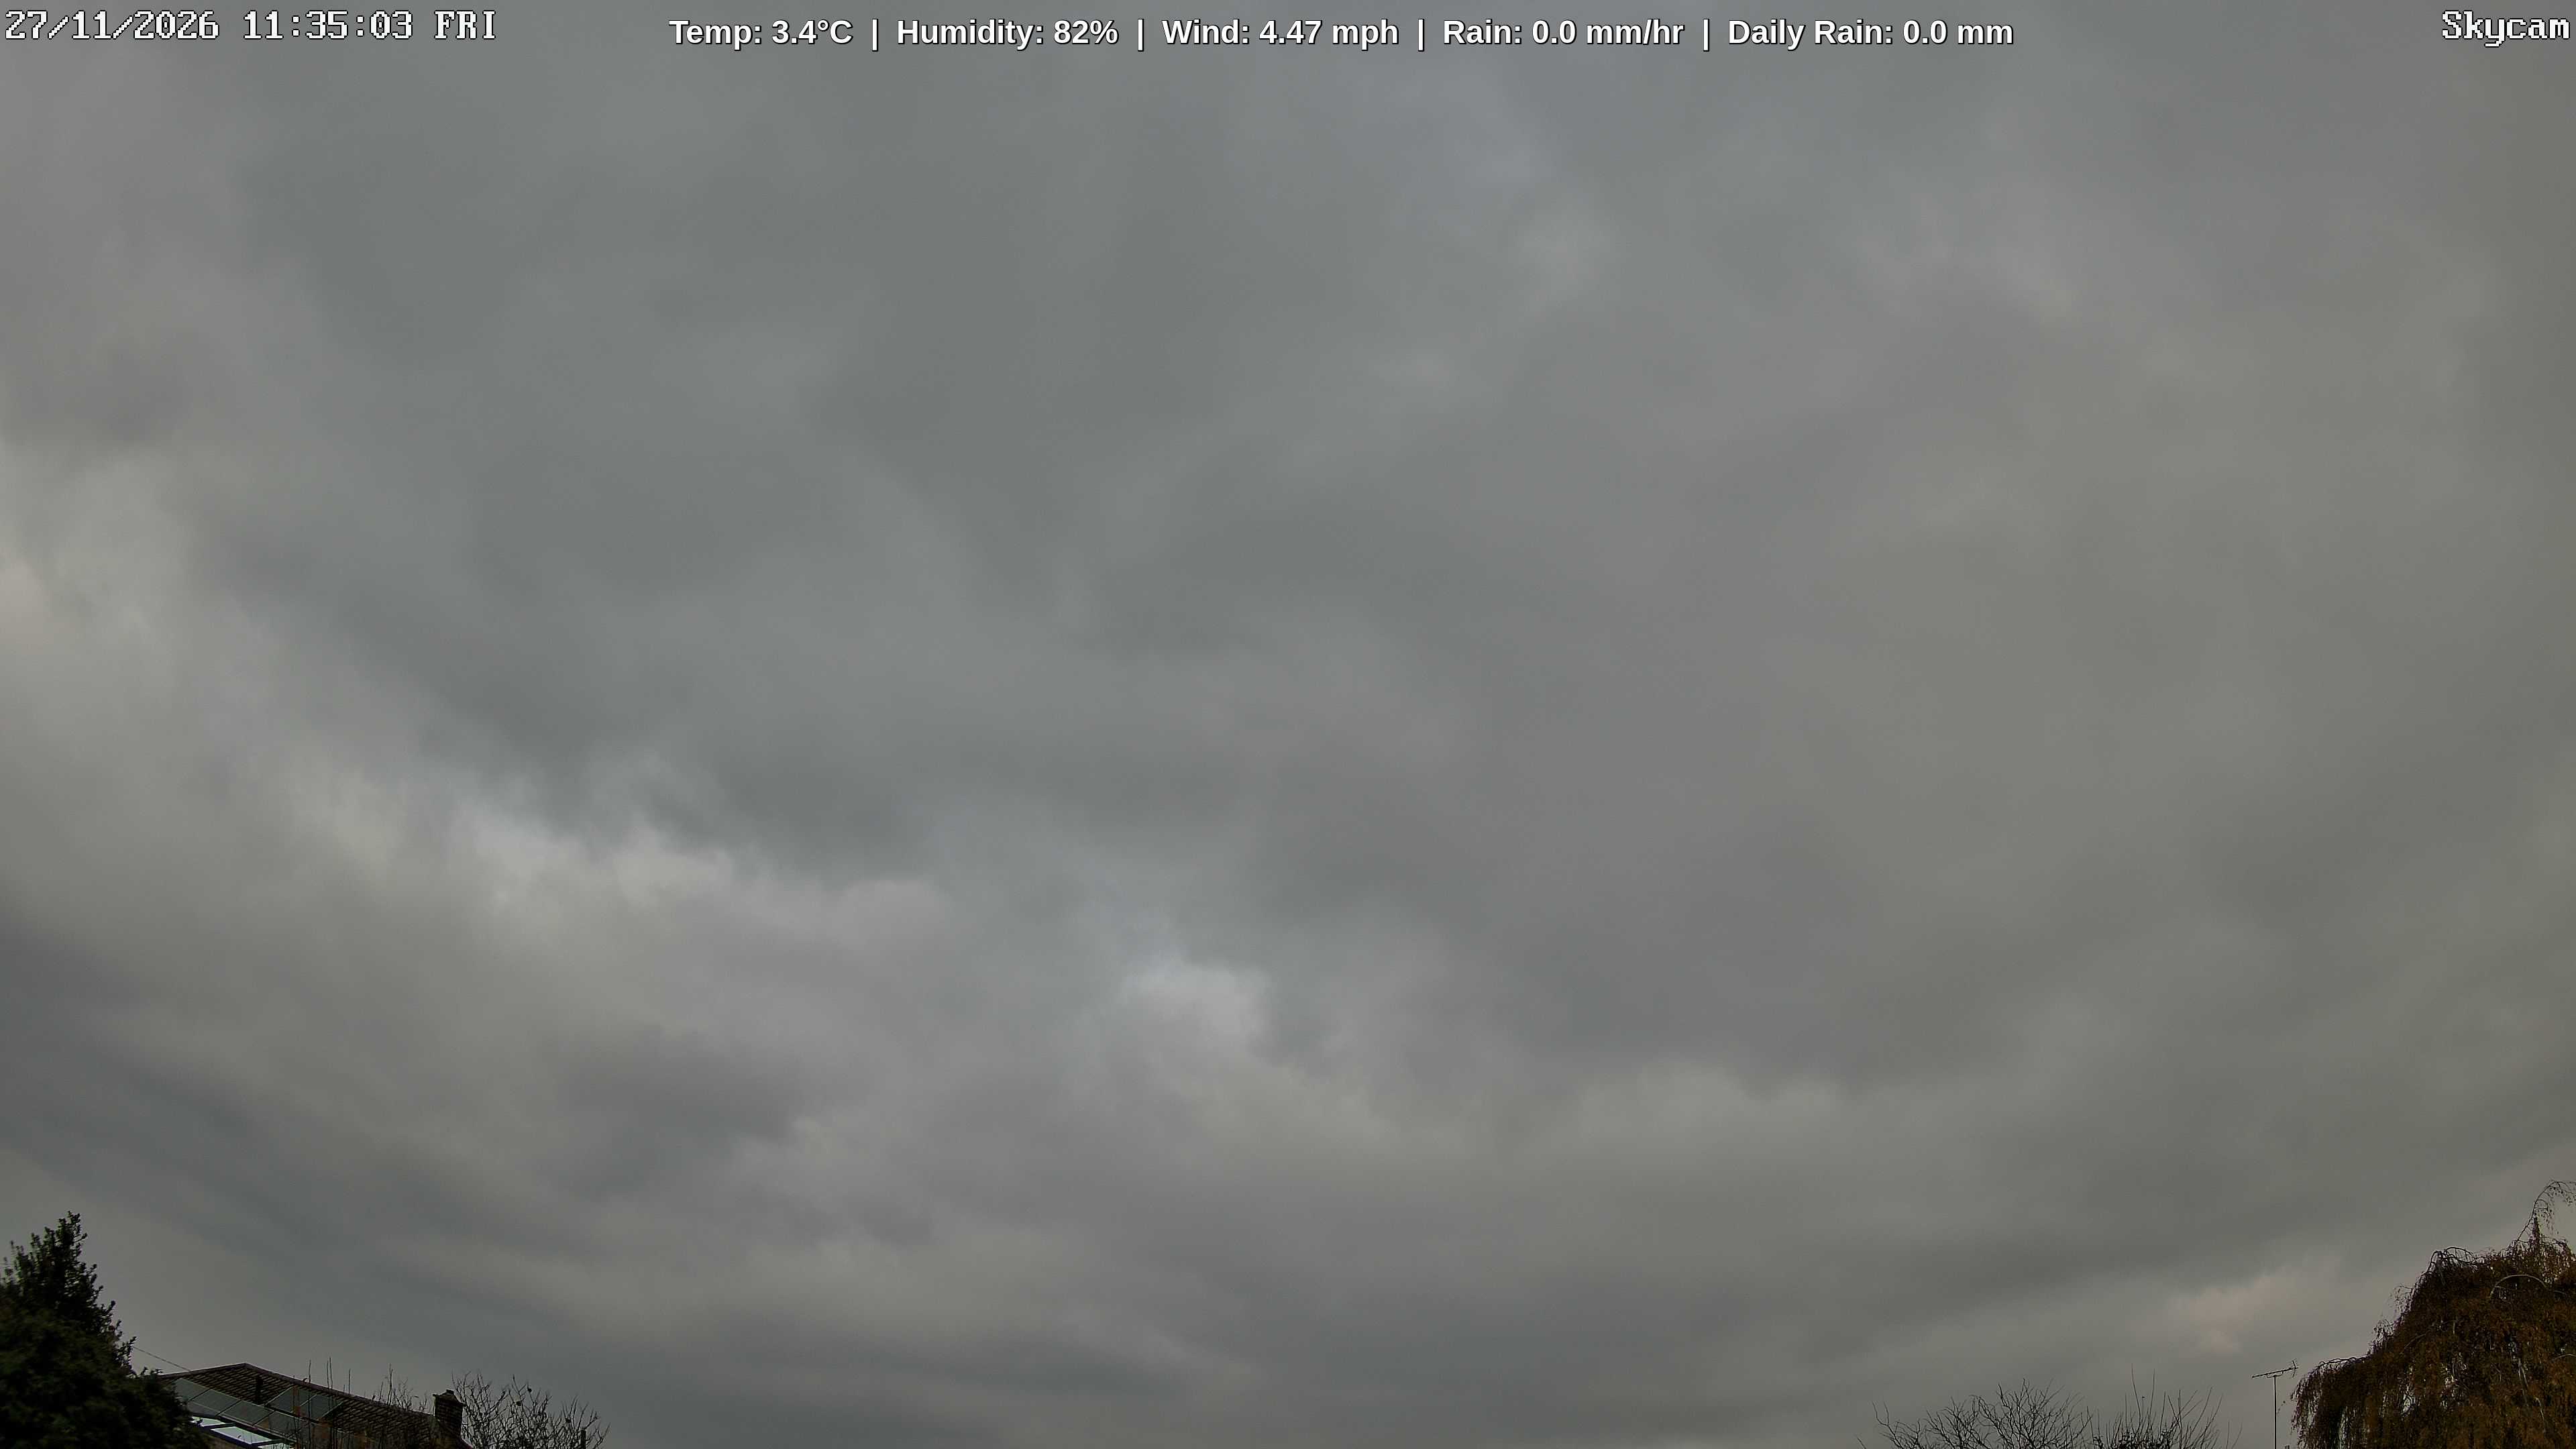 27/11/2026 11:35:03 FRI
Temp: 3.4°C | Humidity: 82% | Wind: 4.47 mph | Rain: 0.0 mm/hr | Daily Rain: 0.0 mm
Skycam